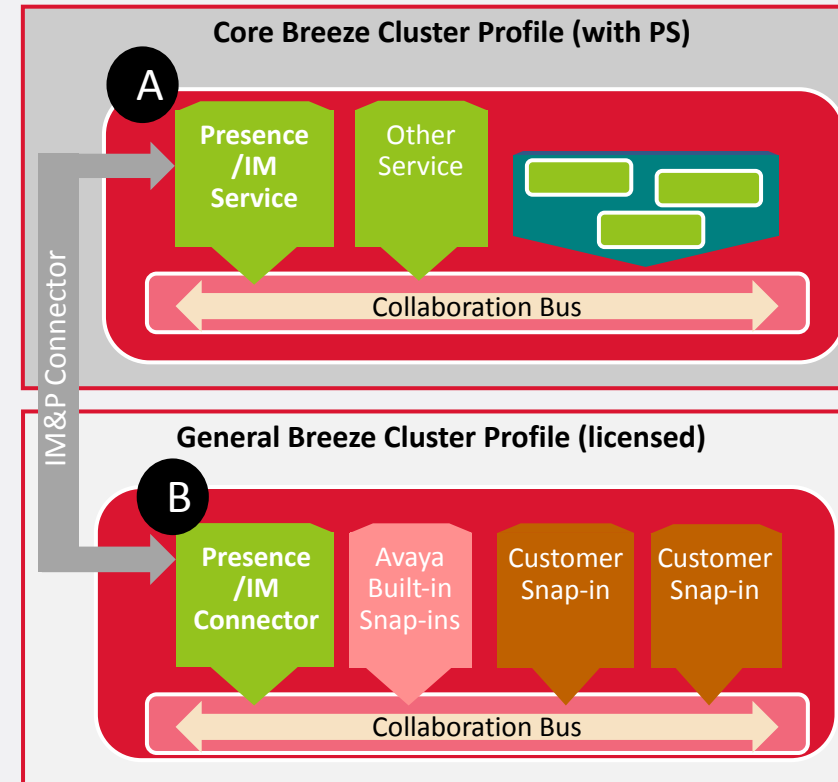 Core Breeze Cluster Profile (with PS)
A
Presence
/IM
Service
Other
Service
Collaboration Bus
IM&P Connector
General Breeze Cluster Profile (licensed)
B
Presence
/IM
Connector
Avaya
Built-in
Snap-ins
Customer
Snap-in
Customer
Snap-in
Collaboration Bus